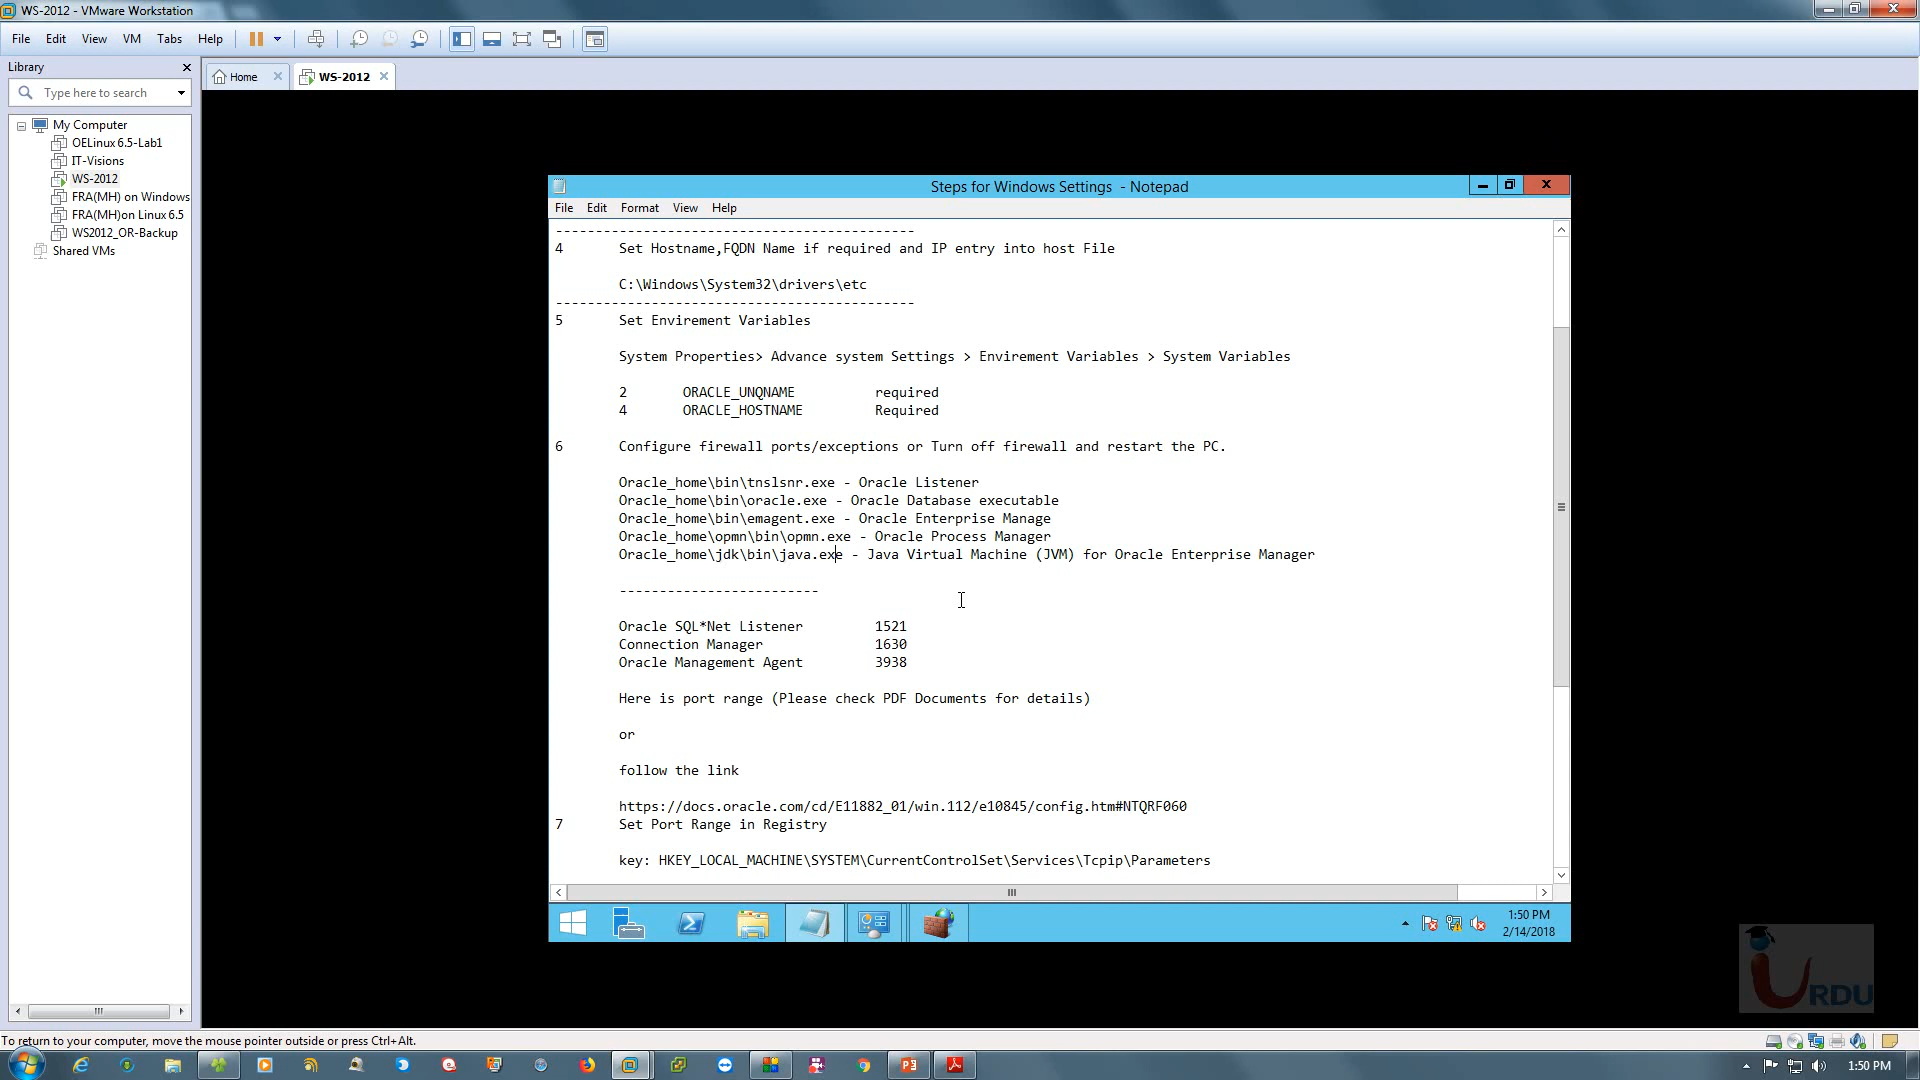 WS-2012 - VMware Workstation
File Edit View VM Tabs Help
Library
Home
WS-2012
Type here to search
My Computer
OELinux 6.5-Lab1
IT-Visions
WS-2012
FRA(MH) on Windows
FRA(MH)on Linux 6.5
WS2012_OR-Backup
Shared VMs
Steps for Windows Settings - Notepad
File Edit Format View Help
---------------------------------------------
4 Set Hostname,FQDN Name if required and IP entry into host File
C:\Windows\System32\drivers\etc
---------------------------------------------
5 Set Envirement Variables
System Properties> Advance system Settings > Envirement Variables > System Variables
2 ORACLE_UNQNAME required
4 ORACLE_HOSTNAME Required
6 Configure firewall ports/exceptions or Turn off firewall and restart the PC.
Oracle_home\bin\tnslsnr.exe - Oracle Listener
Oracle_home\bin\oracle.exe - Oracle Database executable
Oracle_home\bin\emagent.exe - Oracle Enterprise Manage
Oracle_home\opmn\bin\opmn.exe - Oracle Process Manager
Oracle_home\jdk\bin\java.exe - Java Virtual Machine (JVM) for Oracle Enterprise Manager
-------------------------
Oracle SQL*Net Listener 1521
Connection Manager 1630
Oracle Management Agent 3938
Here is port range (Please check PDF Documents for details)
or
follow the link
https://docs.oracle.com/cd/E11882_01/win.112/e10845/config.htm#NTQRF060
7 Set Port Range in Registry
key: HKEY_LOCAL_MACHINE\SYSTEM\CurrentControlSet\Services\Tcpip\Parameters
1:50 PM
2/14/2018
URDU
To return to your computer, move the mouse pointer outside or press Ctrl+Alt.
1:50 PM